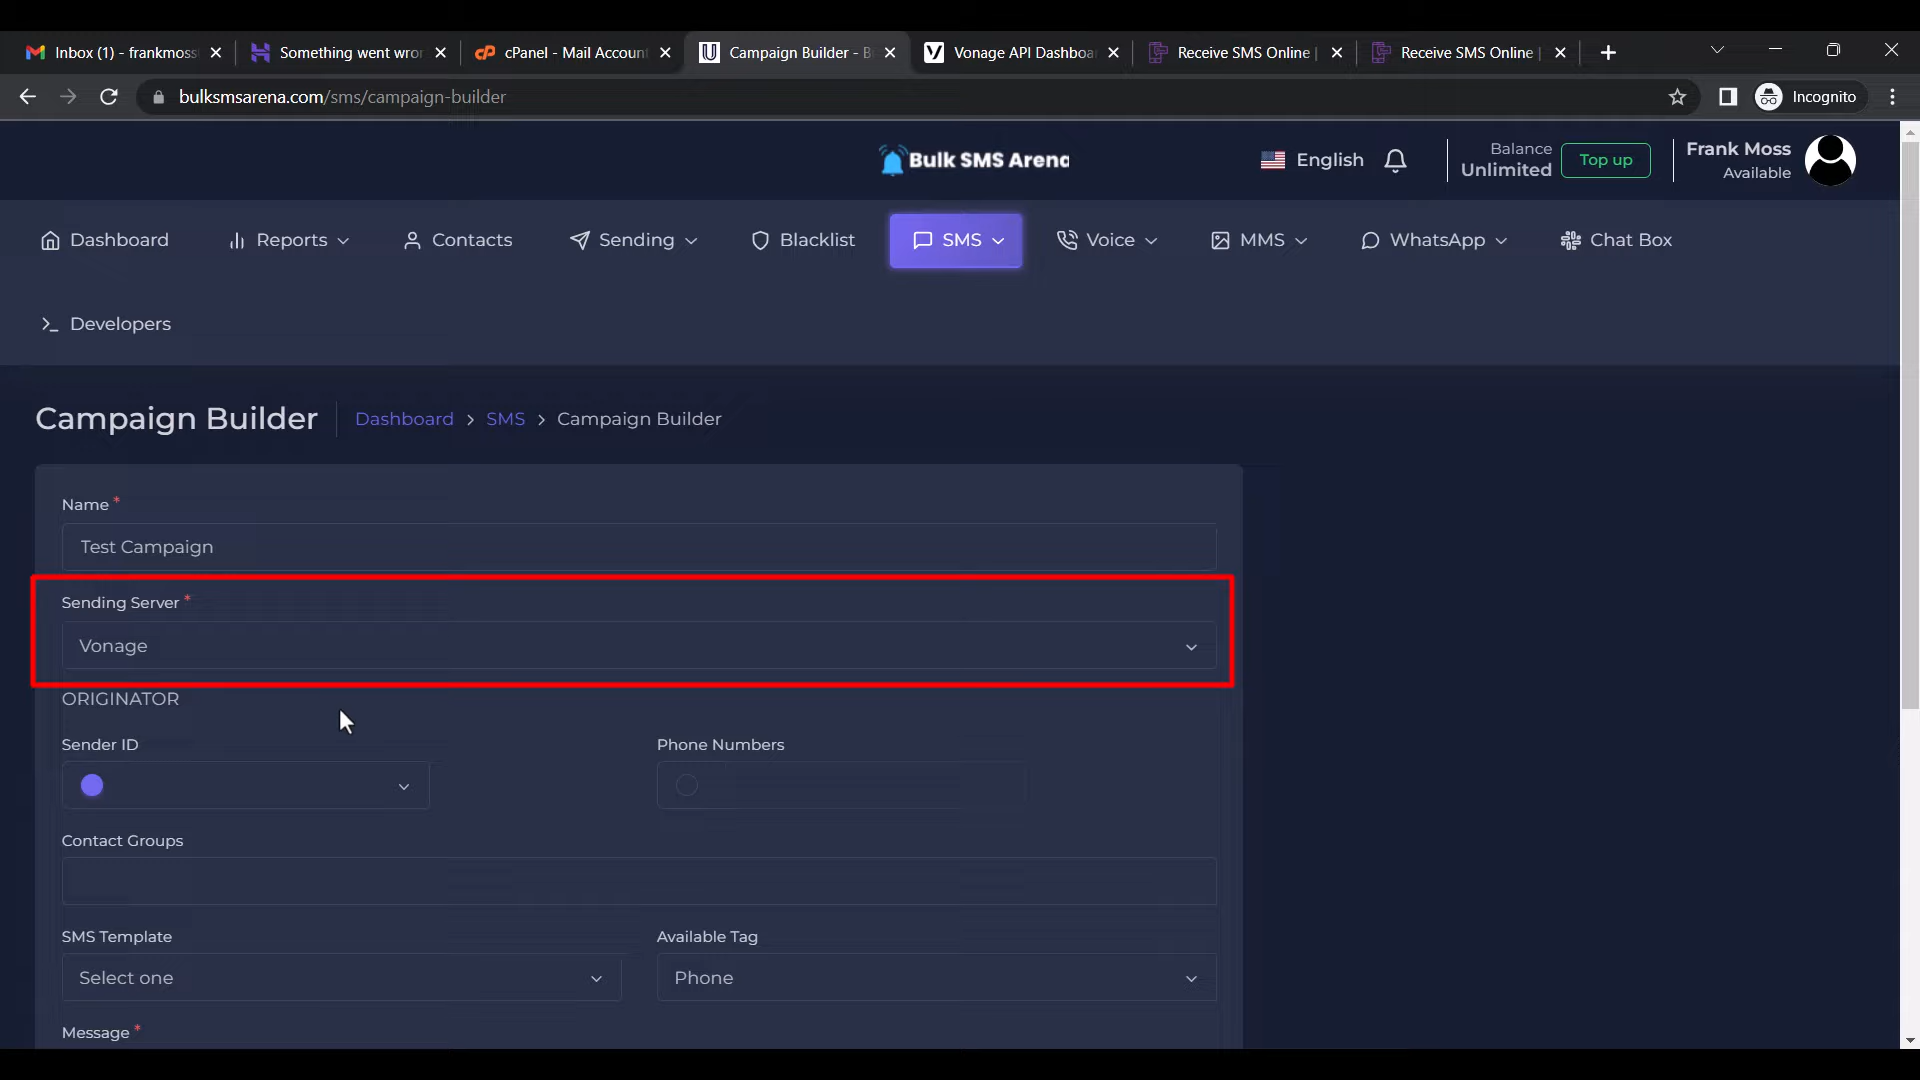 Inbox (1) - frankmoss
Something went wror
cPanel - Mail Account
Campaign Builder - B
Vonage API Dashboa
Receive SMS Online |
Receive SMS Online |
bulksmsarena.com/sms/campaign-builder
Incognito
Bulk SMS Arena
English
Balance
Unlimited
Top up
Frank Moss
Available
Dashboard
Reports
Contacts
Sending
Blacklist
SMS
Voice
MMS
WhatsApp
Chat Box
Developers
Campaign Builder
Dashboard > SMS > Campaign Builder
Name *
Test Campaign
Sending Server *
Vonage
ORIGINATOR
Sender ID
Phone Numbers
Contact Groups
SMS Template
Available Tag
Select one
Phone
Message *